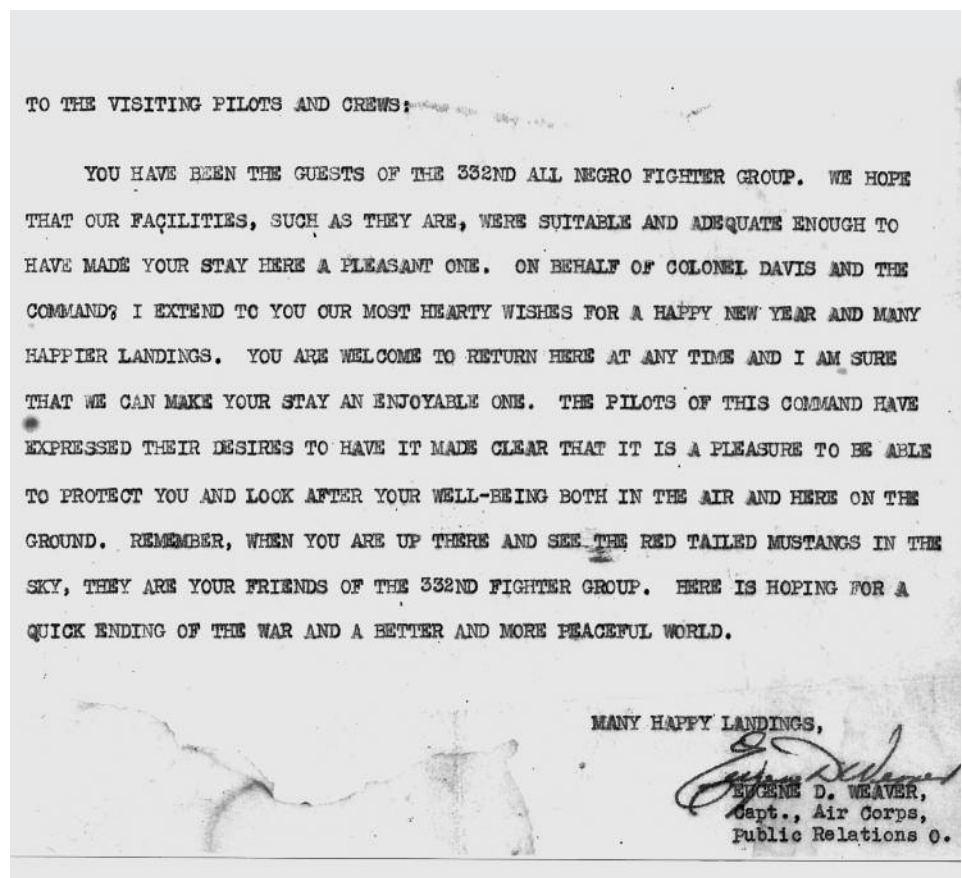 TO THE VISITING PILOTS AND CREWS:
YOU HAVE BEEN THE GUESTS OF THE 332ND ALL NEGRO FIGHTER GROUP. WE HOPE
THAT OUR FACILITIES, SUCH AS THEY ARE, WERE SUITABLE AND ADEQUATE ENOUGH TO
HAVE MADE YOUR STAY HERE A PLEASANT ONE. ON BEHALF OF COLONEL DAVIS AND THE
COMMAND? I EXTEND TO YOU OUR MOST HEARTY WISHES FOR A HAPPY NEW YEAR AND MANY
HAPPIER LANDINGS. YOU ARE WELCOME TO RETURN HERE AT ANY TIME AND I AM SURE
THAT WE CAN MAKE YOUR STAY AN ENJOYABLE ONE. THE PILOTS OF THIS COMMAND HAVE
EXPRESSED THEIR DESIRES TO HAVE IT MADE CLEAR THAT IT IS A PLEASURE TO BE ABLE
TO PROTECT YOU AND LOOK AFTER YOUR WELL-BEING BOTH IN THE AIR AND HERE ON THE
GROUND. REMEMBER, WHEN YOU ARE UP THERE AND SEE THE RED TAILED MUSTANGS IN THE
SKY, THEY ARE YOUR FRIENDS OF THE 332ND FIGHTER GROUP. HERE IS HOPING FOR A
QUICK ENDING OF THE WAR AND A BETTER AND MORE PEACEFUL WORLD.
MANY HAPPY LANDINGS,
Eugene D Weaver
EUGENE D. WEAVER,
Capt., Air Corps,
Public Relations O.